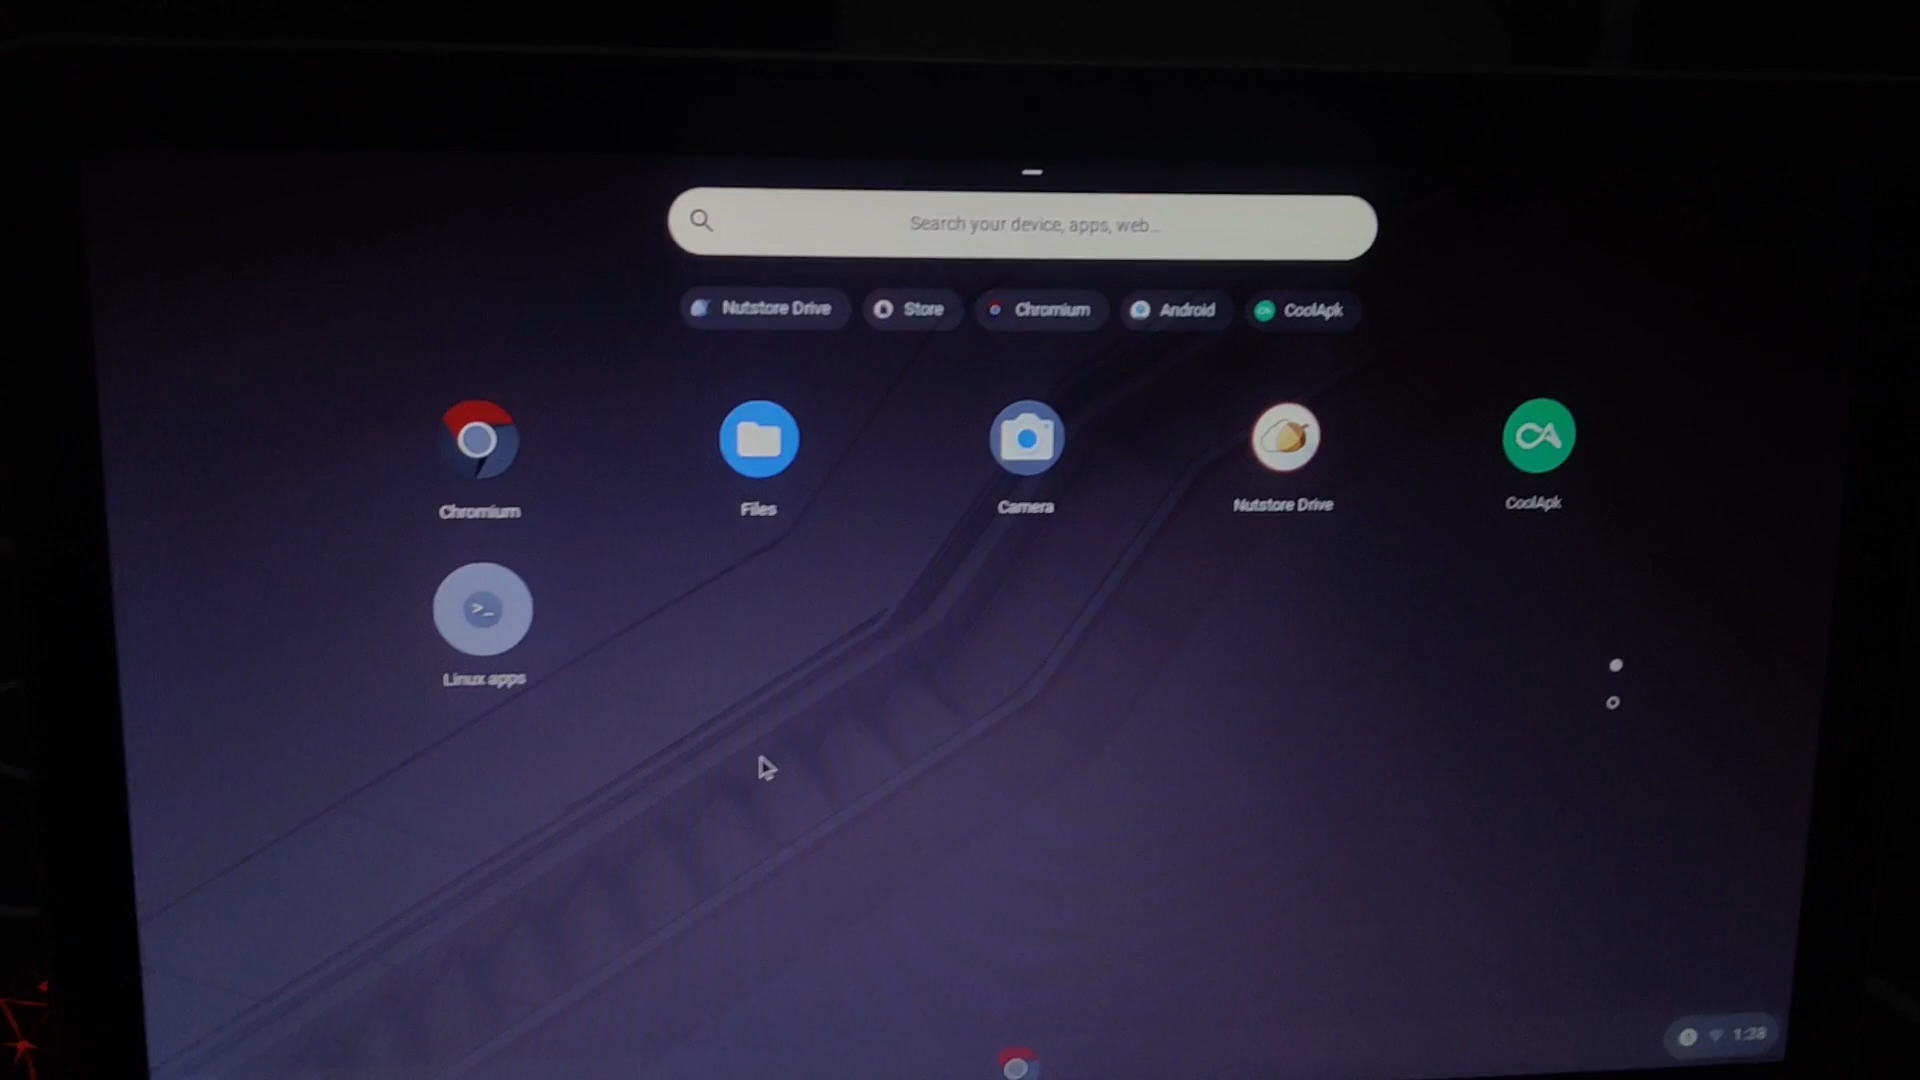 Search your device, apps, web...
Nutstore Drive Store Chromium Android CoolApk
Chromium Files Camera Nutstore Drive CoolApk
>_
Linux apps
1:28